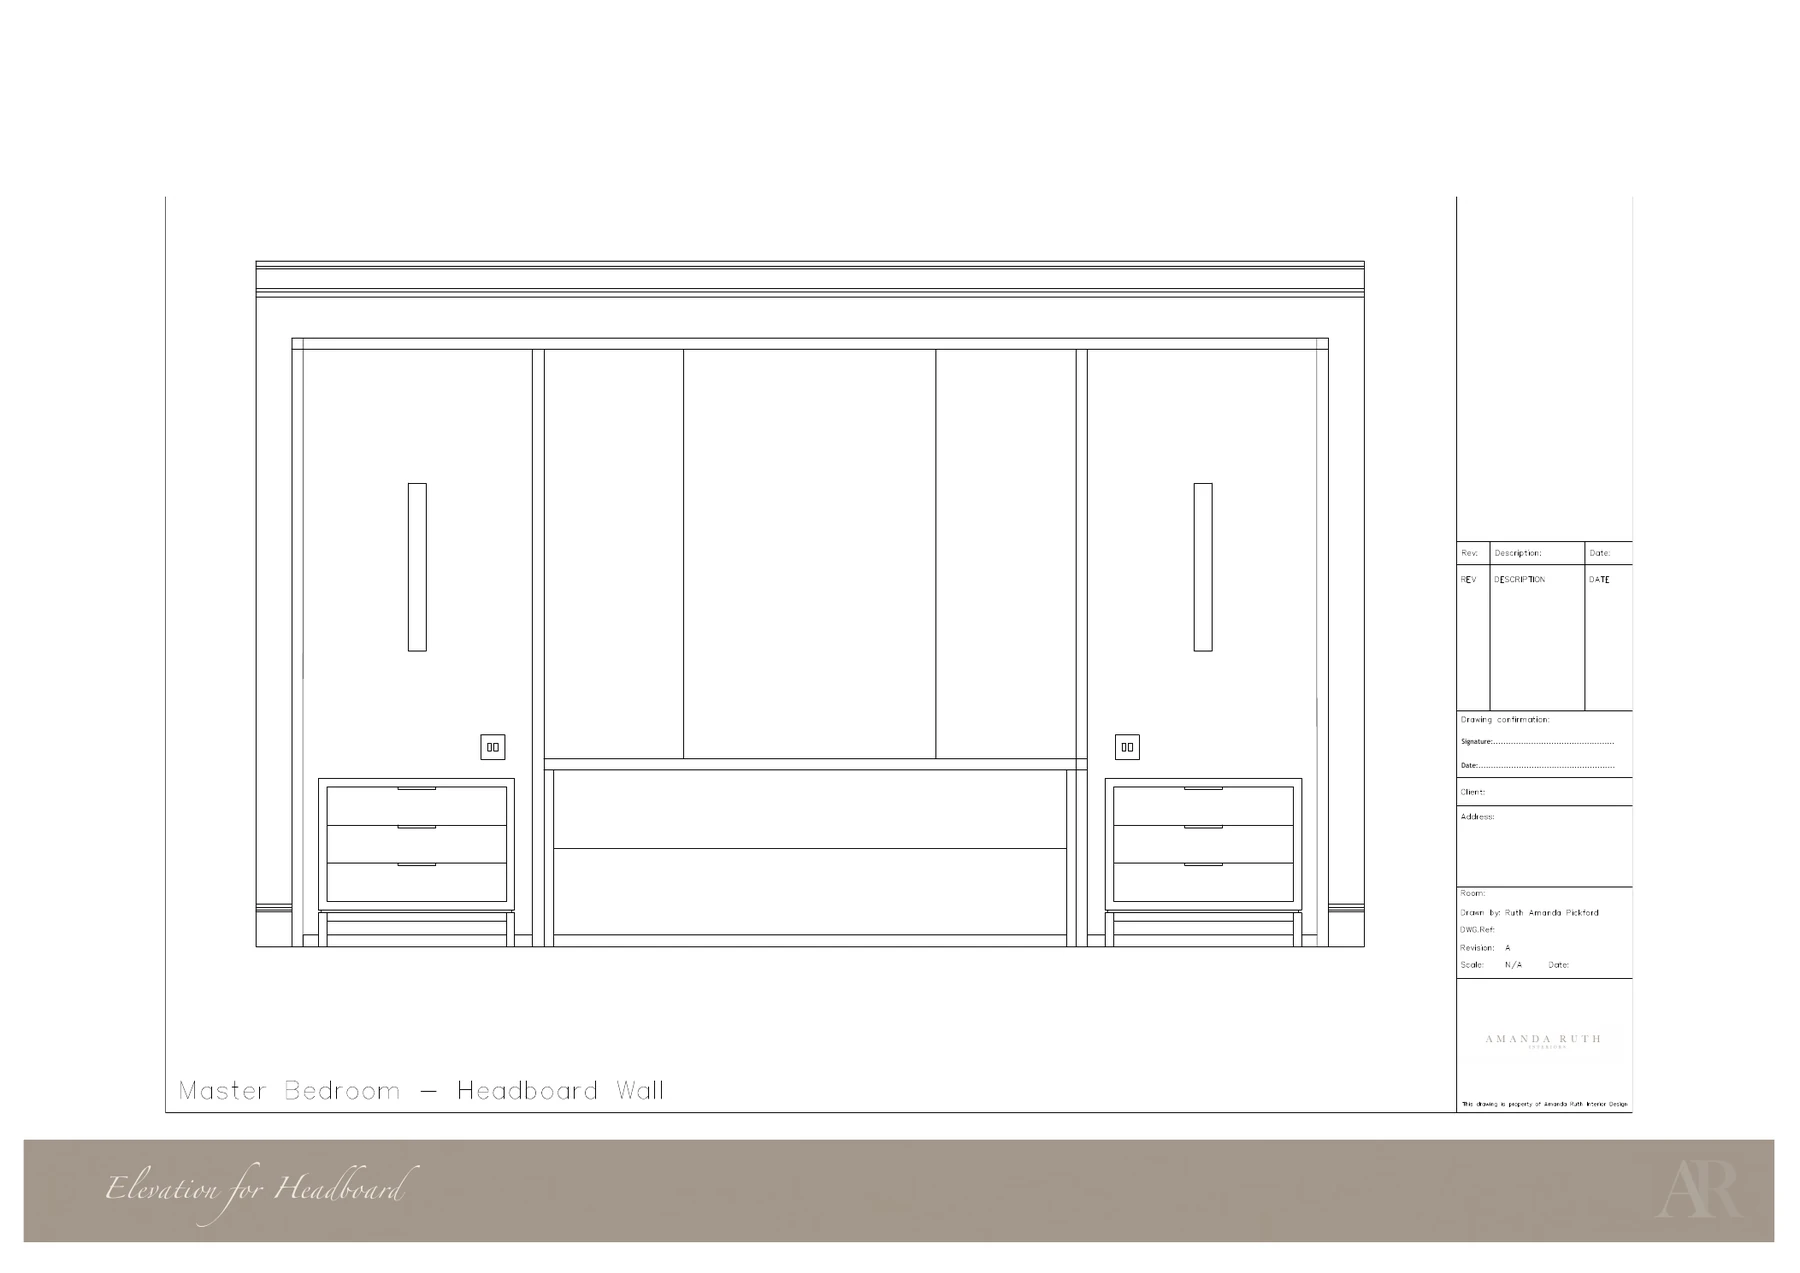 Rev: Description: Date:
REV DESCRIPTION DATE
Drawing confirmation:
Signature:................................................
Date:......................................................
Client:
Address:
Room:
Drawn by: Ruth Amanda Pickford
DWG.Ref:
Revision: A
Scale: N/A Date:
AMANDA RUTH
INTERIORS
This drawing is property of Amanda Ruth Interior Design
Master Bedroom – Headboard Wall
Elevation for Headboard
AR